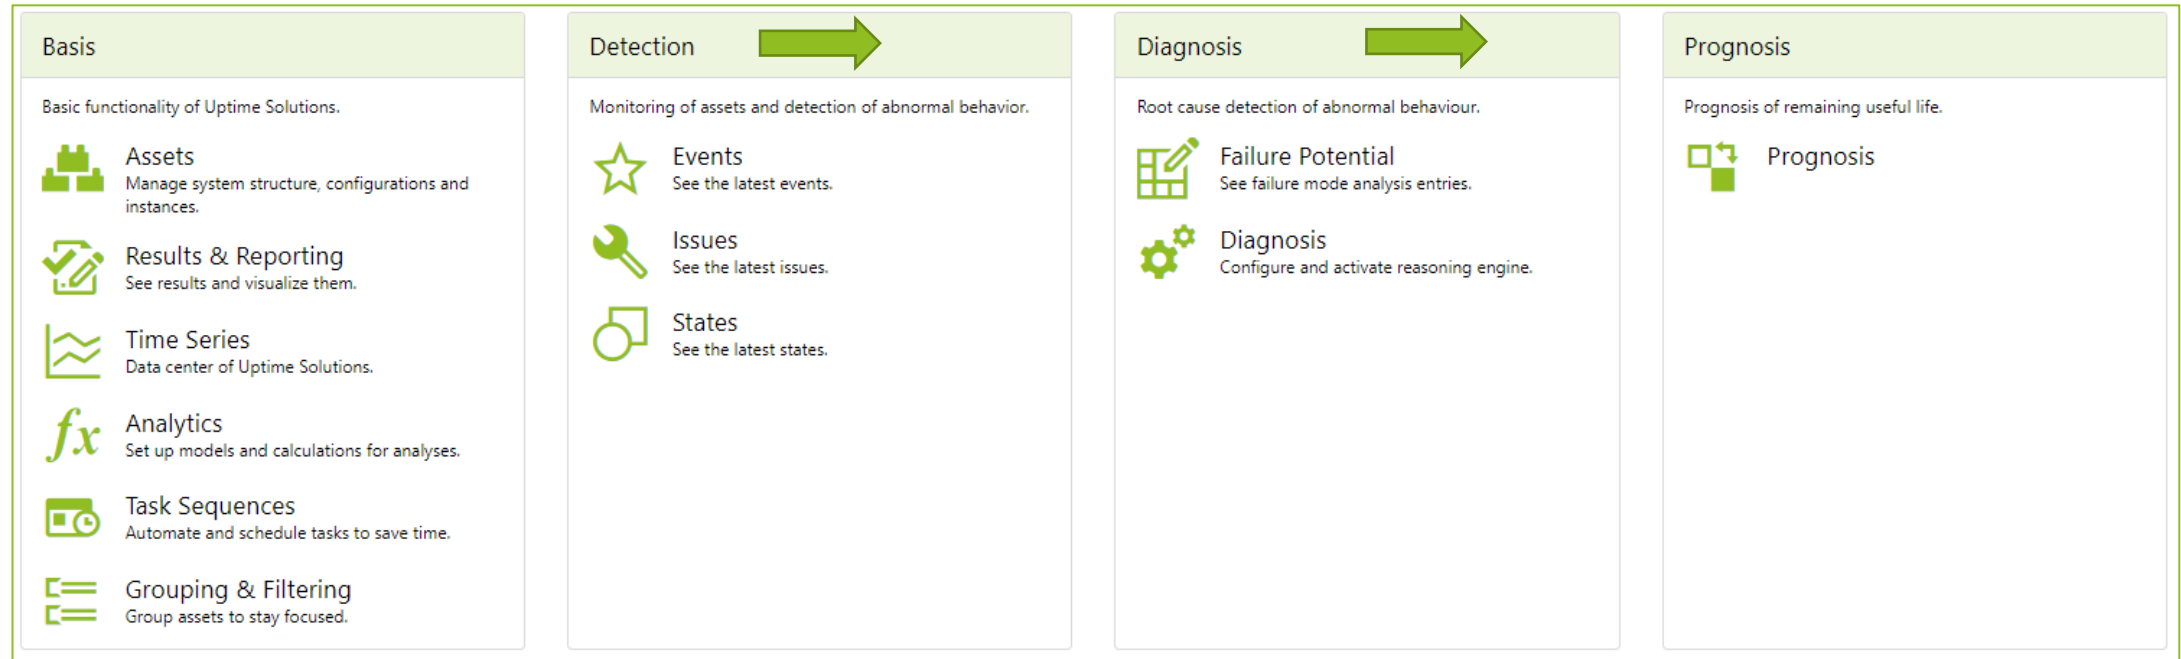 Basis
Basic functionality of Uptime Solutions.
Assets
Manage system structure, configurations and
instances.
Results & Reporting
See results and visualize them.
Time Series
Data center of Uptime Solutions.
fx
Analytics
Set up models and calculations for analyses.
Task Sequences
Automate and schedule tasks to save time.
Grouping & Filtering
Group assets to stay focused.
Detection
Monitoring of assets and detection of abnormal behavior.
Events
See the latest events.
Issues
See the latest issues.
States
See the latest states.
Diagnosis
Root cause detection of abnormal behaviour.
Failure Potential
See failure mode analysis entries.
Diagnosis
Configure and activate reasoning engine.
Prognosis
Prognosis of remaining useful life.
Prognosis